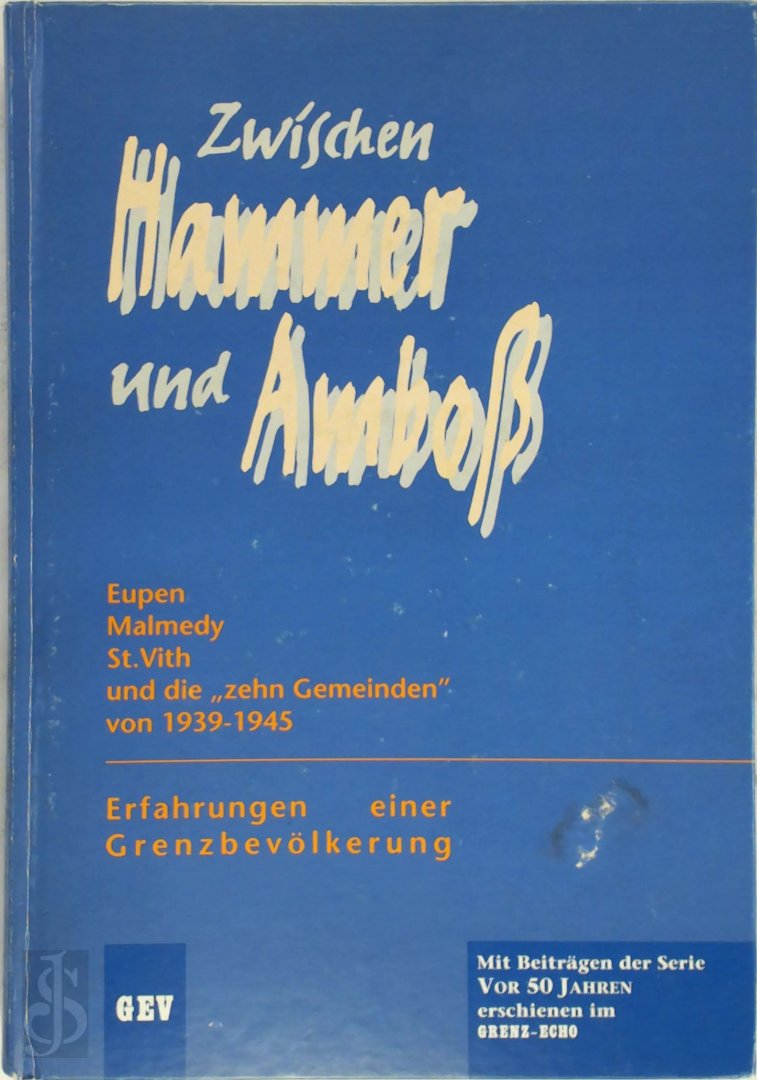 Zwischen
Hammer
und Amboß
Eupen
Malmedy
St.Vith
und die „zehn Gemeinden"
von 1939-1945
Erfahrungen einer
Grenzbevölkerung
GEV
Mit Beiträgen der Serie
VOR 50 JAHREN
erschienen im
GRENZ-ECHO